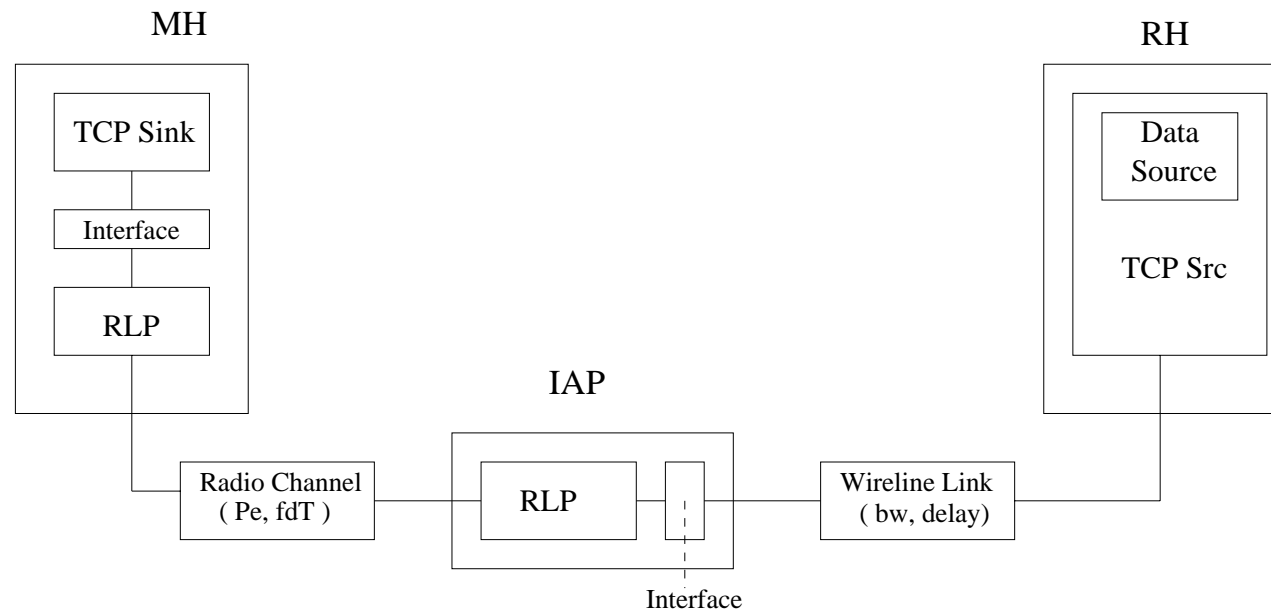 MH
TCP Sink
Interface
RLP
Radio Channel
( Pe, fdT )
IAP
RLP
Interface
Wireline Link
( bw, delay)
RH
Data
Source
TCP Src